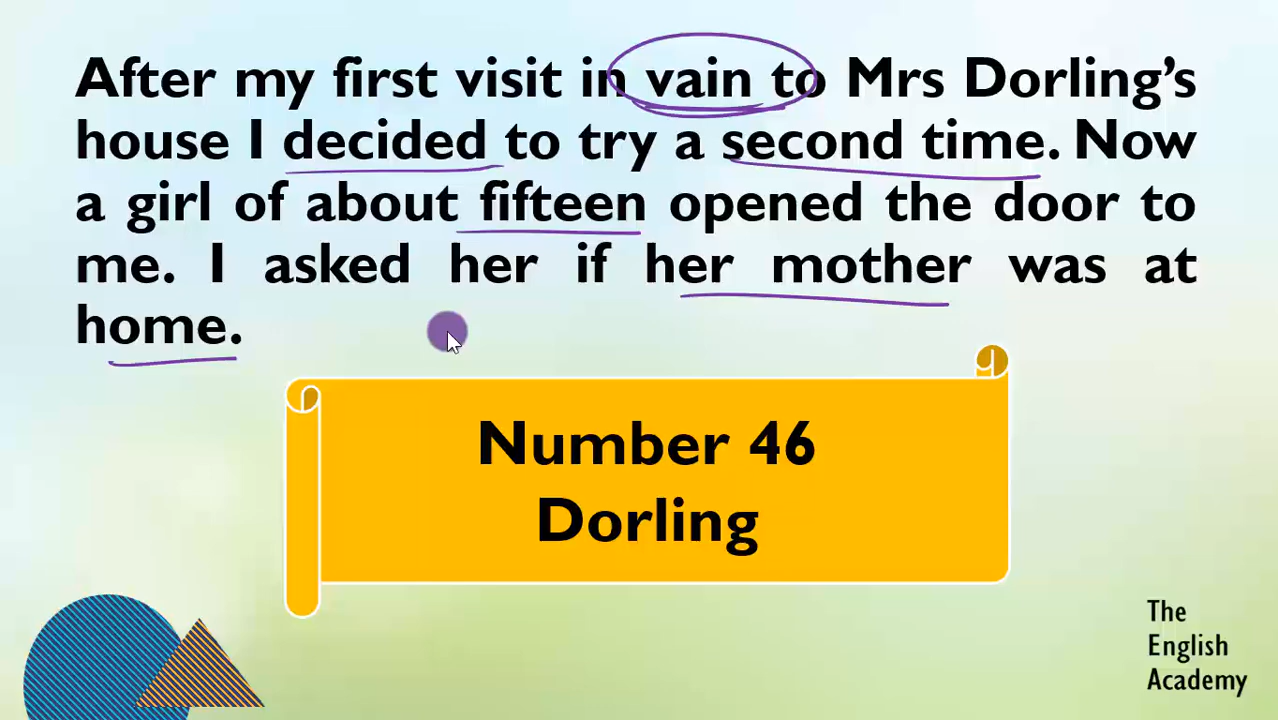 After my first visit in vain to Mrs Dorling’s
house I decided to try a second time. Now
a girl of about fifteen opened the door to
me. I asked her if her mother was at
home.
Number 46
Dorling
The
English
Academy